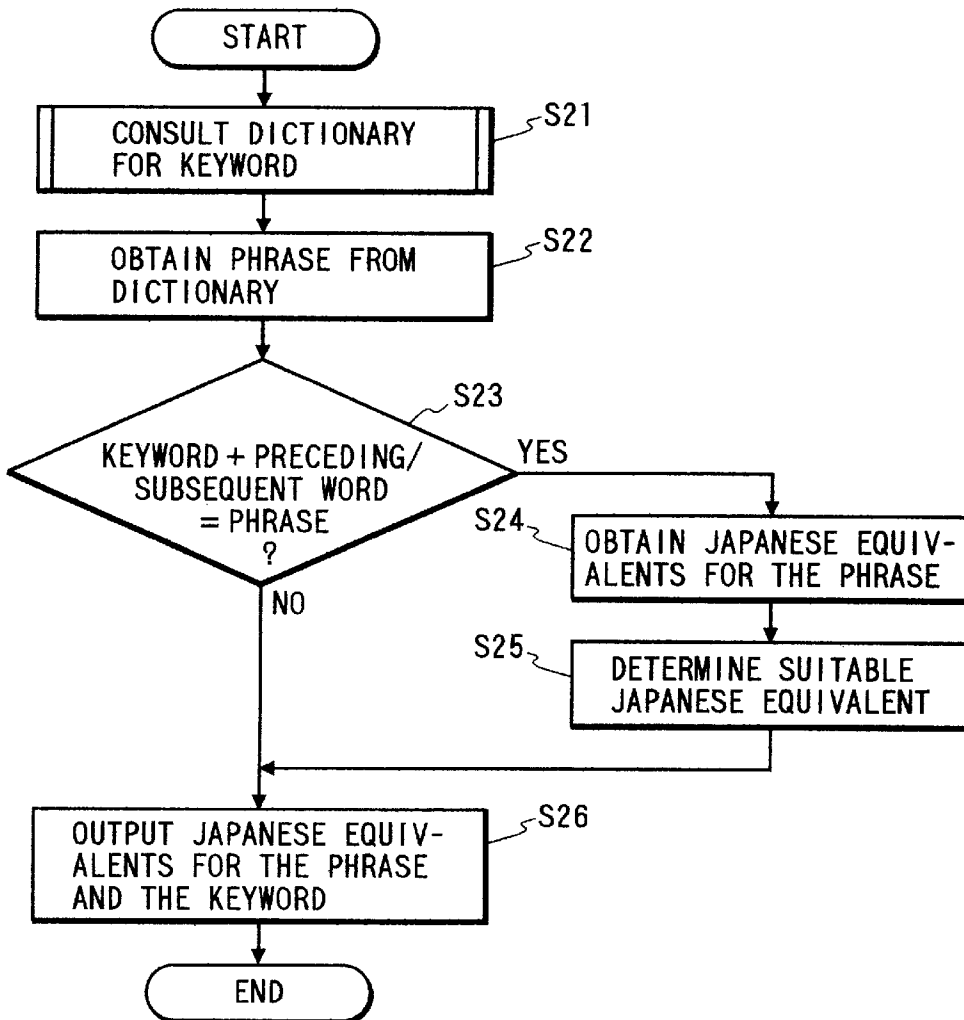 START
S21
CONSULT DICTIONARY
FOR KEYWORD
S22
OBTAIN PHRASE FROM
DICTIONARY
S23
KEYWORD + PRECEDING/
SUBSEQUENT WORD
= PHRASE
?
YES
NO
S24
OBTAIN JAPANESE EQUIV-
ALENTS FOR THE PHRASE
S25
DETERMINE SUITABLE
JAPANESE EQUIVALENT
S26
OUTPUT JAPANESE EQUIV-
ALENTS FOR THE PHRASE
AND THE KEYWORD
END